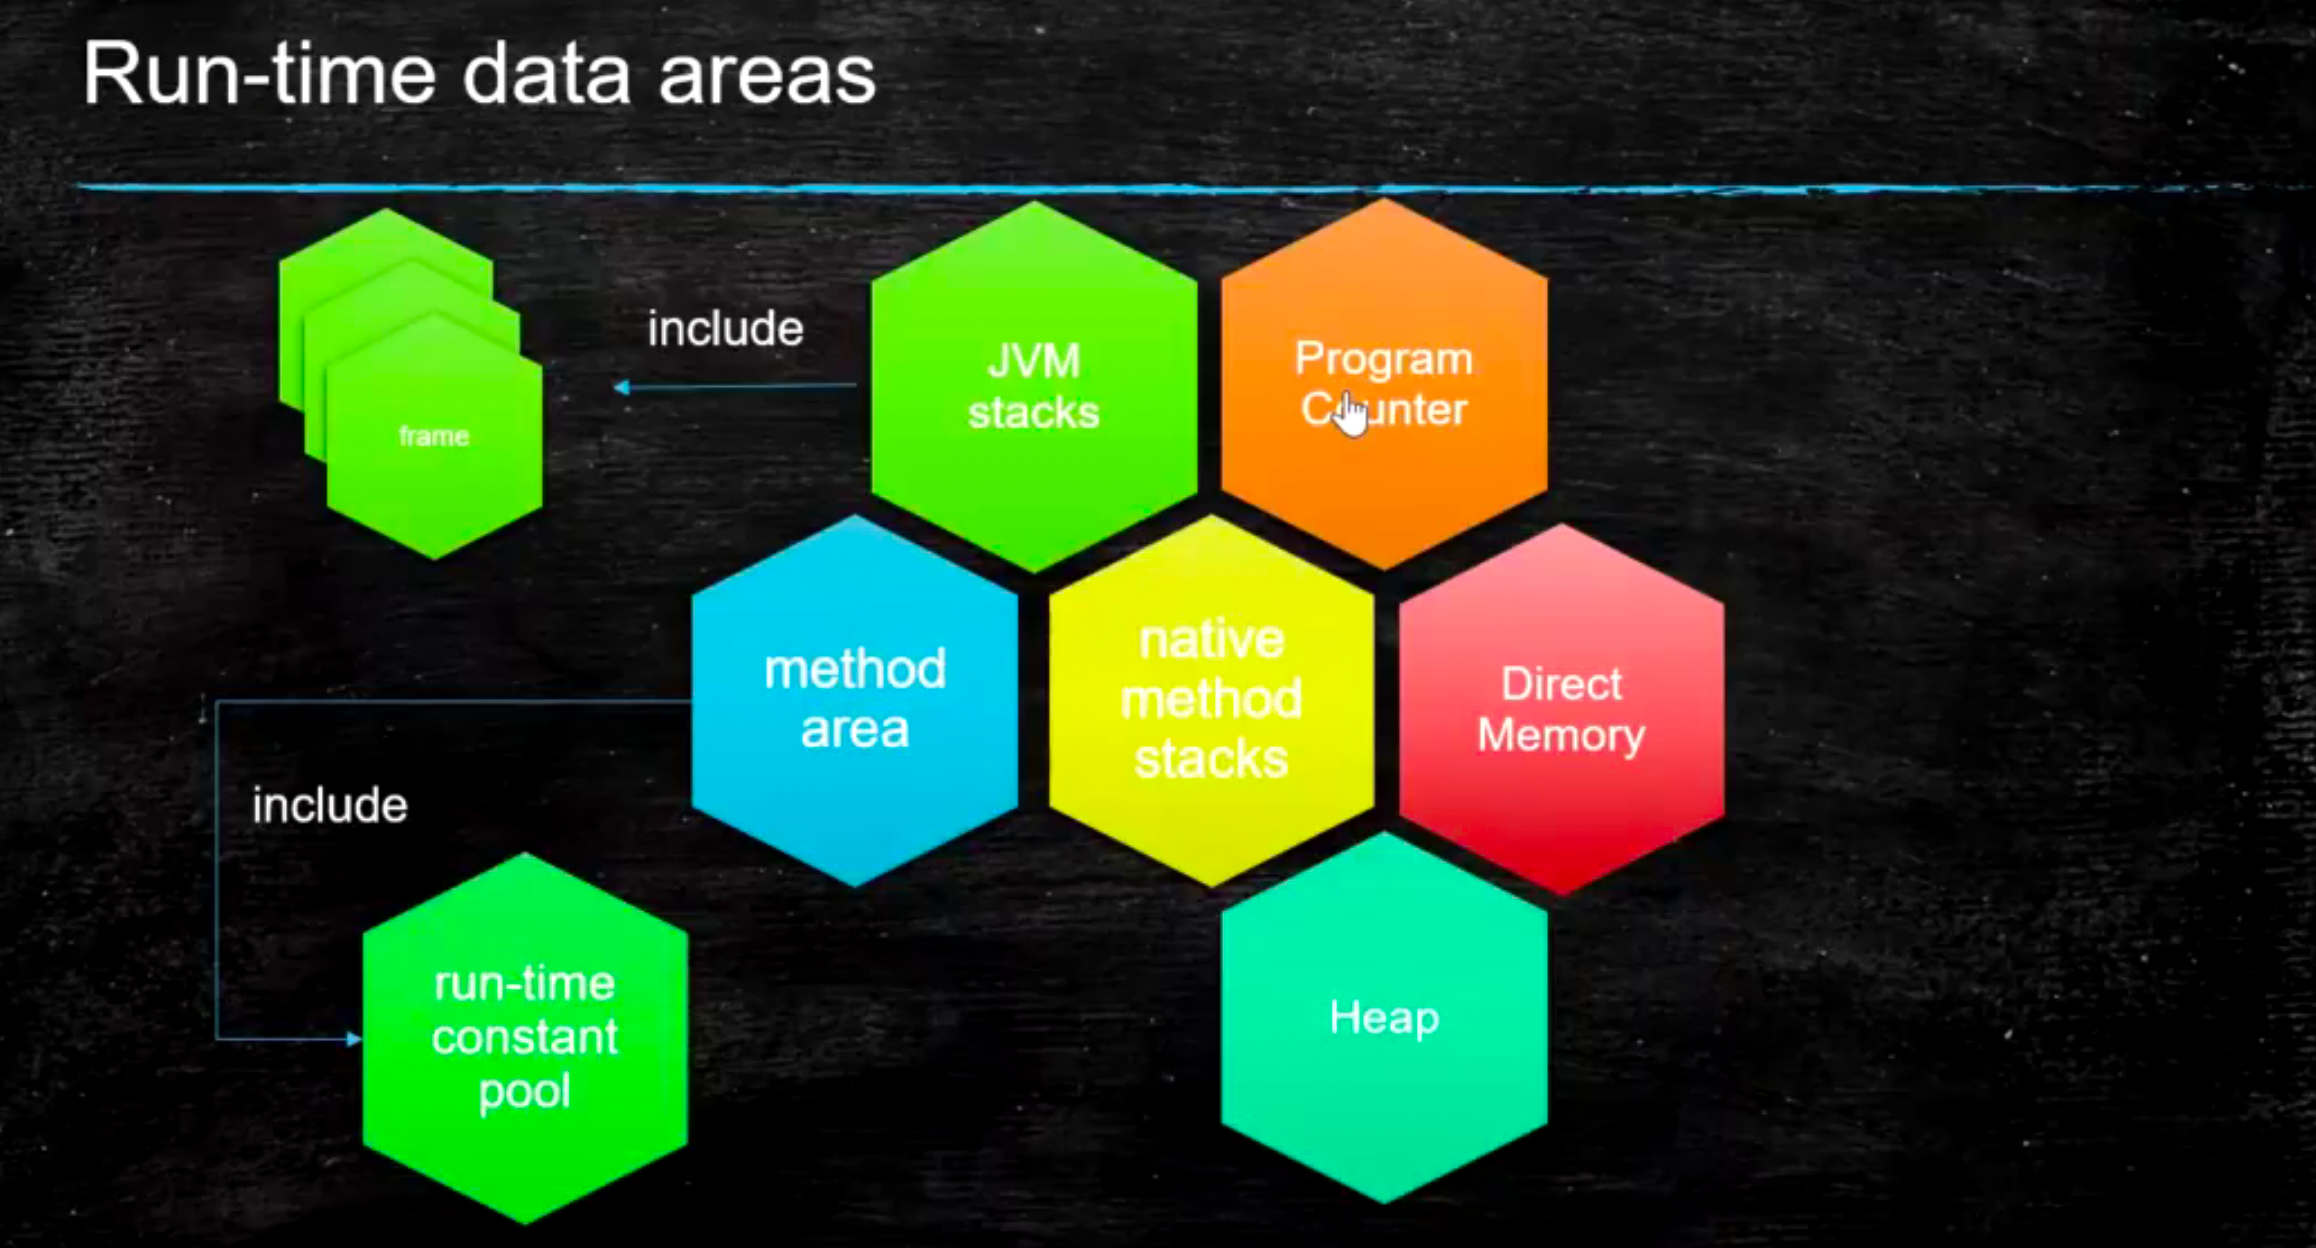 Run-time data areas
frame
include
JVM
stacks
Program
Counter
method
area
native
method
stacks
Direct
Memory
include
run-time
constant
pool
Heap